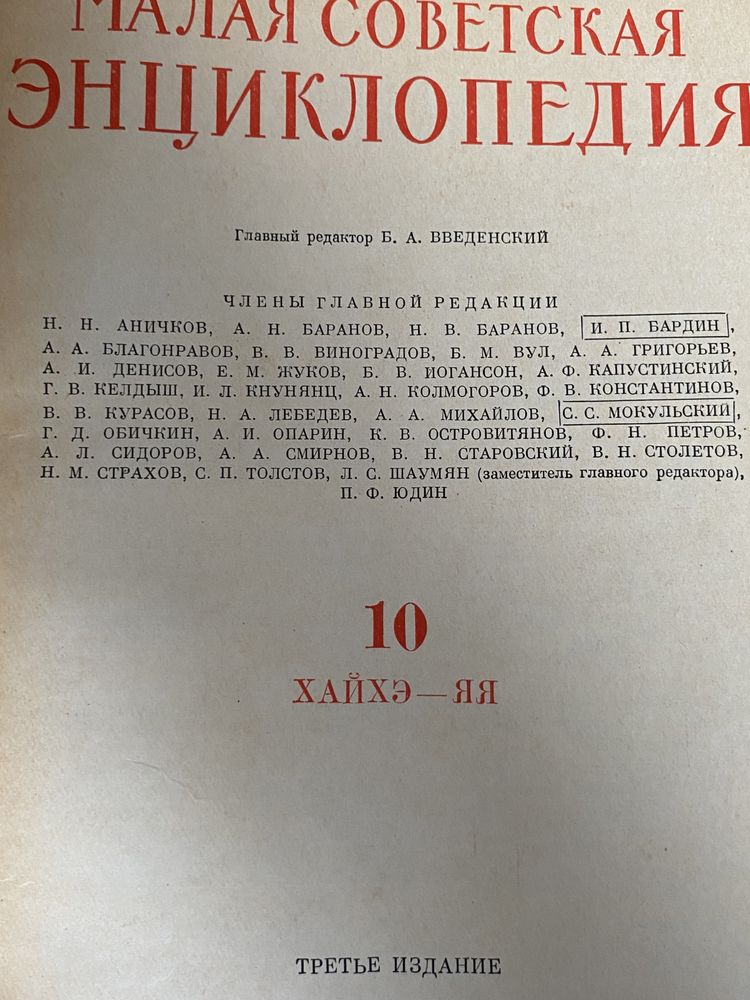 МАЛАЯ СОВЕТСКАЯ
ЭНЦИКЛОПЕДИЯ
Главный редактор Б. А. ВВЕДЕНСКИЙ
ЧЛЕНЫ ГЛАВНОЙ РЕДАКЦИИ
Н. Н. АНИЧКОВ, А. Н. БАРАНОВ, Н. В. БАРАНОВ, И. П. БАРДИН,
А. А. БЛАГОНРАВОВ, В. В. ВИНОГРАДОВ, Б. М. ВУЛ, А. А. ГРИГОРЬЕВ,
А. И. ДЕНИСОВ, Е. М. ЖУКОВ, Б. В. ИОГАНСОН, А. Ф. КАПУСТИНСКИЙ,
Г. В. КЕЛДЫШ, И. Л. КНУНЯНЦ, А. Н. КОЛМОГОРОВ, Ф. В. КОНСТАНТИНОВ,
В. В. КУРАСОВ, Н. А. ЛЕБЕДЕВ, А. А. МИХАЙЛОВ, С. С. МОКУЛЬСКИЙ,
Г. Д. ОБИЧКИН, А. И. ОПАРИН, К. В. ОСТРОВИТЯНОВ, Ф. Н. ПЕТРОВ,
А. Л. СИДОРОВ, А. А. СМИРНОВ, В. Н. СТАРОВСКИЙ, В. Н. СТОЛЕТОВ,
Н. М. СТРАХОВ, С. П. ТОЛСТОВ, Л. С. ШАУМЯН (заместитель главного редактора),
П. Ф. ЮДИН
10
ХАЙХЭ — ЯЯ
ТРЕТЬЕ ИЗДАНИЕ